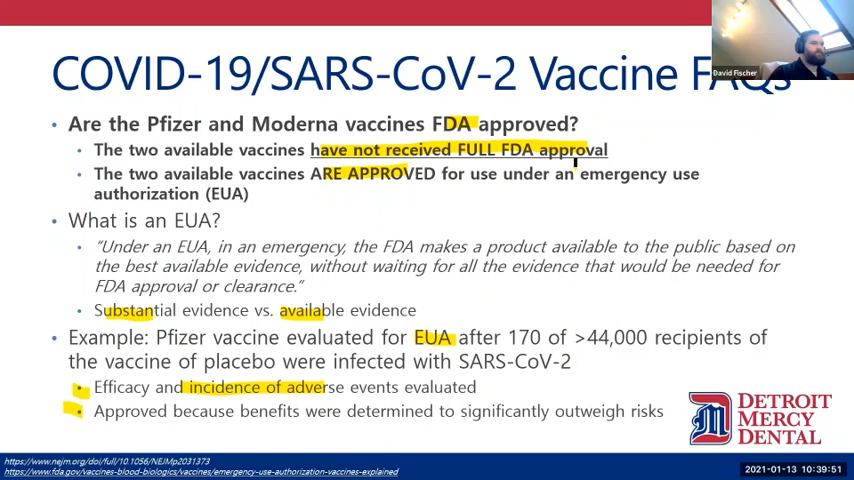 COVID-19/SARS-CoV-2 Vaccine FAQs
David Fischer
• Are the Pfizer and Moderna vaccines FDA approved?
• The two available vaccines have not received FULL FDA approval
• The two available vaccines ARE APPROVED for use under an emergency use
authorization (EUA)
• What is an EUA?
• "Under an EUA, in an emergency, the FDA makes a product available to the public based on
the best available evidence, without waiting for all the evidence that would be needed for
FDA approval or clearance."
• Substantial evidence vs. available evidence
• Example: Pfizer vaccine evaluated for EUA after 170 of >44,000 recipients of
the vaccine of placebo were infected with SARS-CoV-2
• Efficacy and incidence of adverse events evaluated
• Approved because benefits were determined to significantly outweigh risks
DETROIT
MERCY
DENTAL
https://www.nejm.org/doi/full/10.1056/NEJMp2031373
https://www.fda.gov/vaccines-blood-biologics/vaccines/emergency-use-authorization-vaccines-explained
2021-01-13 10:39:51